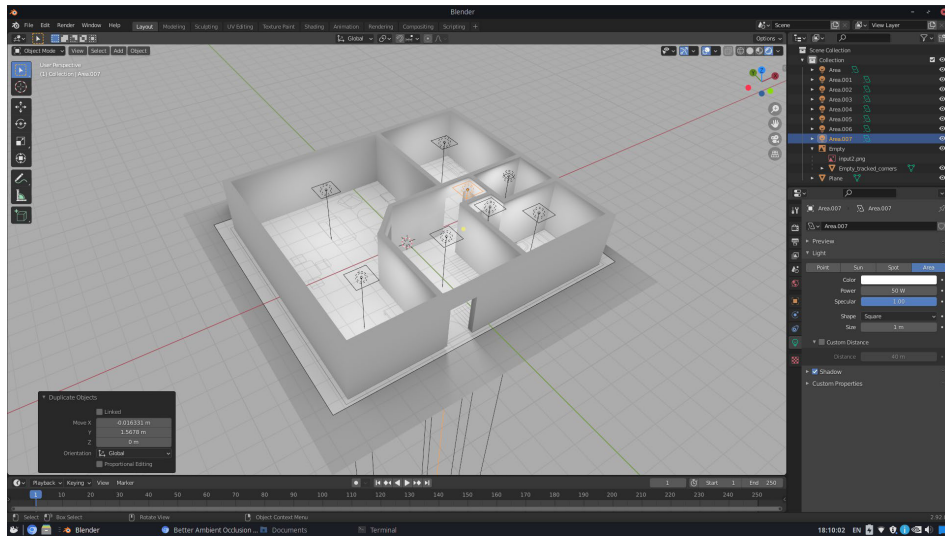 Blender
File Edit Render Window Help
Layout Modeling Sculpting UV Editing Texture Paint Shading Animation Rendering Compositing Scripting +
Scene
View Layer
Global
Options
Object Mode View Select Add Object
User Perspective
(1) Collection | Area.007
Scene Collection
Collection
Area
Area.001
Area.002
Area.003
Area.004
Area.005
Area.006
Area.007
Empty
input2.png
Empty_tracked_corners
Plane
Area.007 Area.007
Area.007
Preview
Light
Point Sun Spot Area
Color
Power 50 W
Specular 1.00
Shape Square
Size 1 m
Custom Distance
Distance 40 m
Shadow
Custom Properties
Duplicate Objects
Linked
Move X -0.016331 m
Y 1.5678 m
Z 0 m
Orientation Global
Proportional Editing
Playback Keying View Marker
1 Start 1 End 250
1 10 20 30 40 50 60 70 80 90 100 110 120 130 140 150 160 170 180 190 200 210 220 230 240 250
Select Box Select Rotate View Object Context Menu
Blender Better Ambient Occlusion ... Documents Terminal 18:10:02 EN